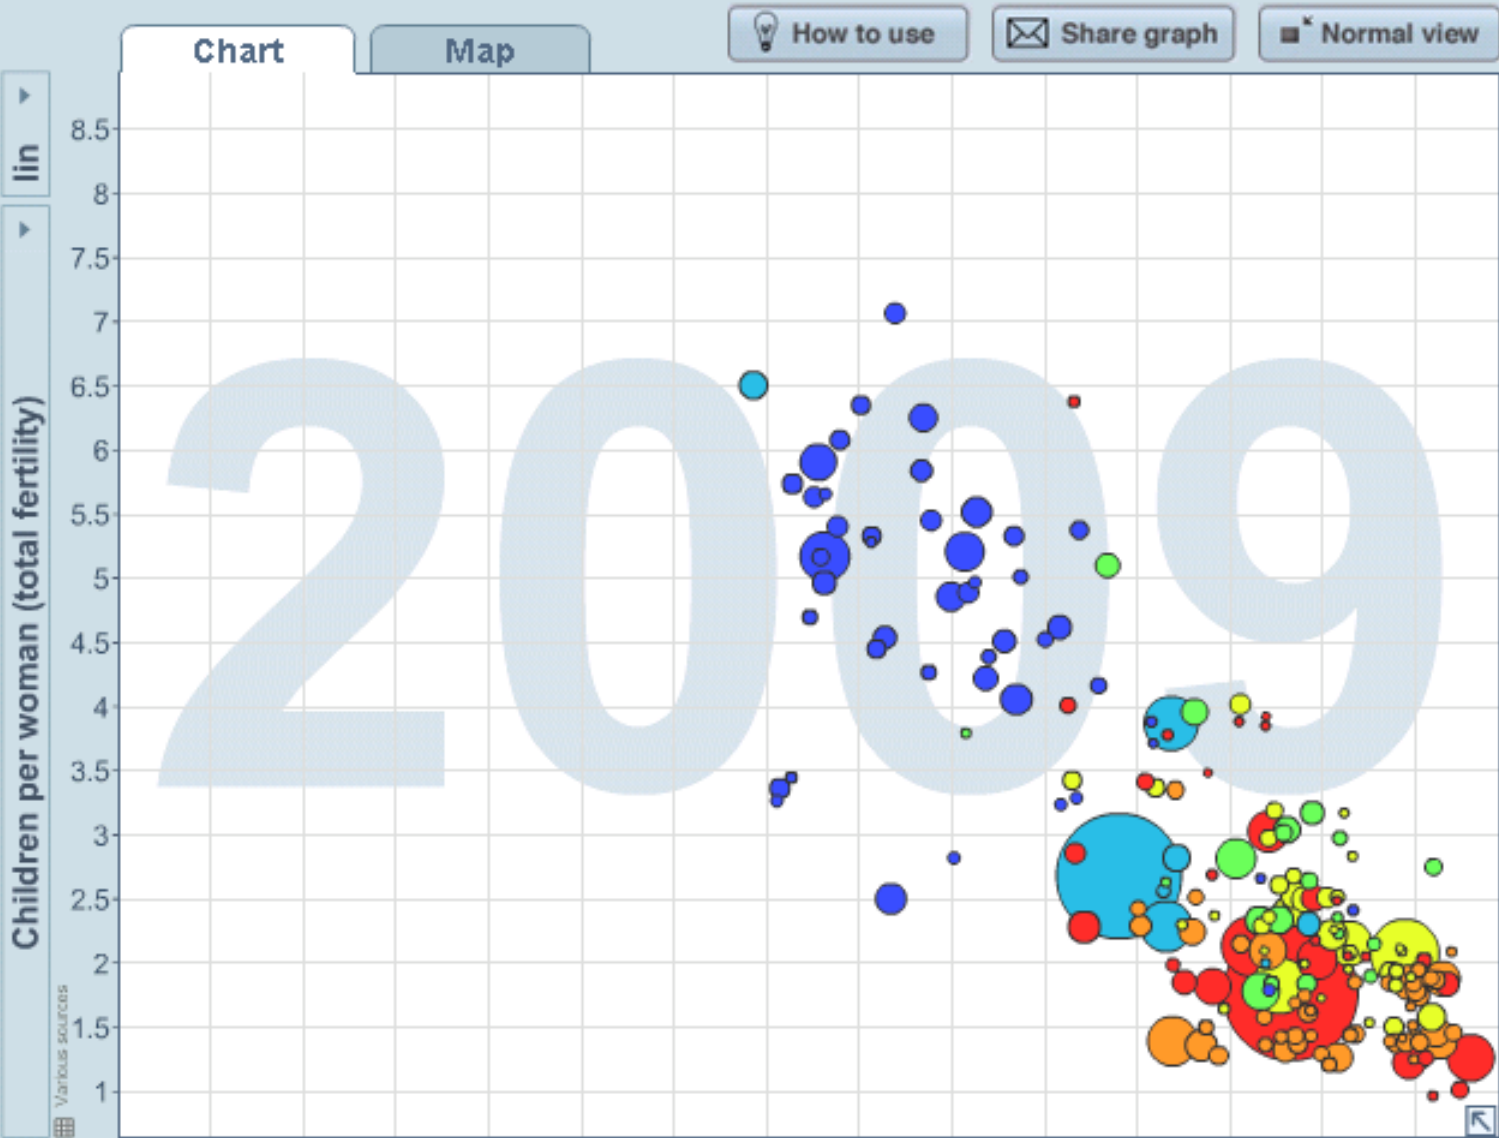 Chart
Map
How to use
Share graph
Normal view
lin
Children per woman (total fertility)
Various sources
8.5
8
7.5
7
6.5
6
5.5
5
4.5
4
3.5
3
2.5
2
1.5
1
2009